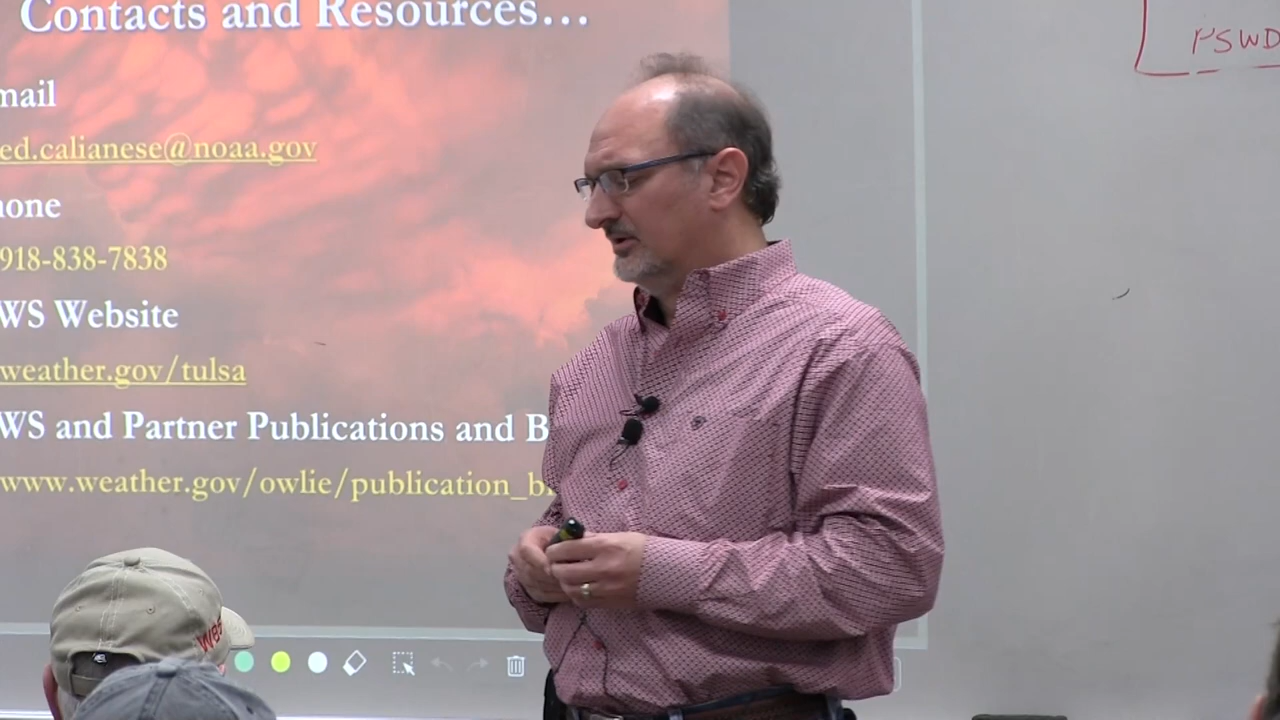 Contacts and Resources…
PSWD
mail
ed.calianese@noaa.gov
hone
918-838-7838
WS Website
weather.gov/tulsa
WS and Partner Publications and B
www.weather.gov/owlie/publication_b